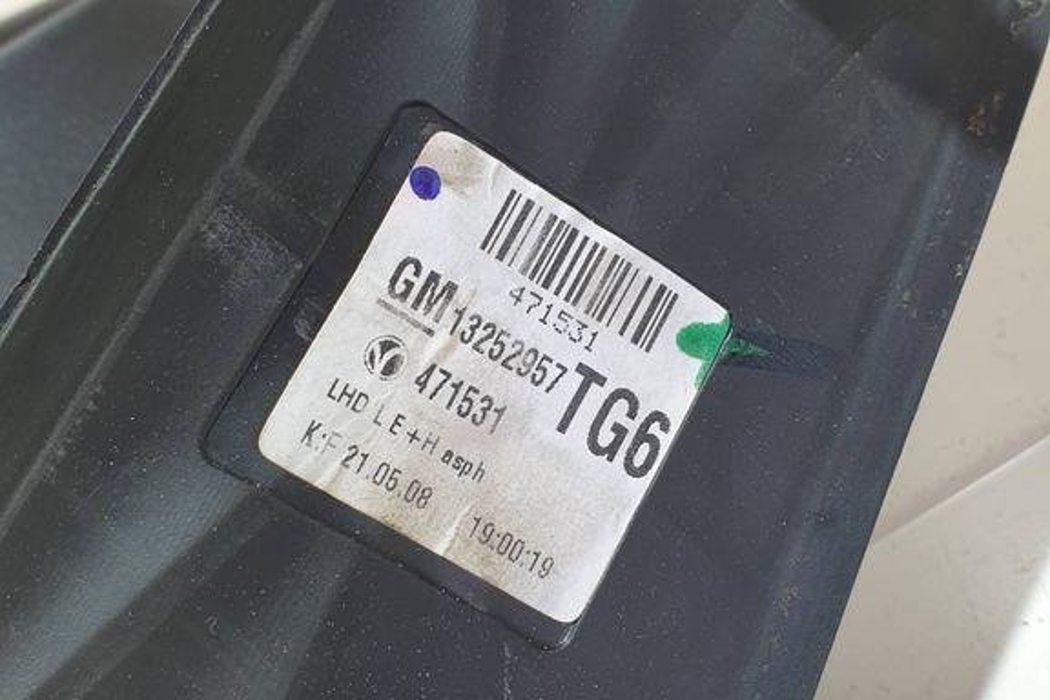 471531
GM 13252957 TG6
471531
LHD L E+H asph
K:F 21.05.08 19:00:19